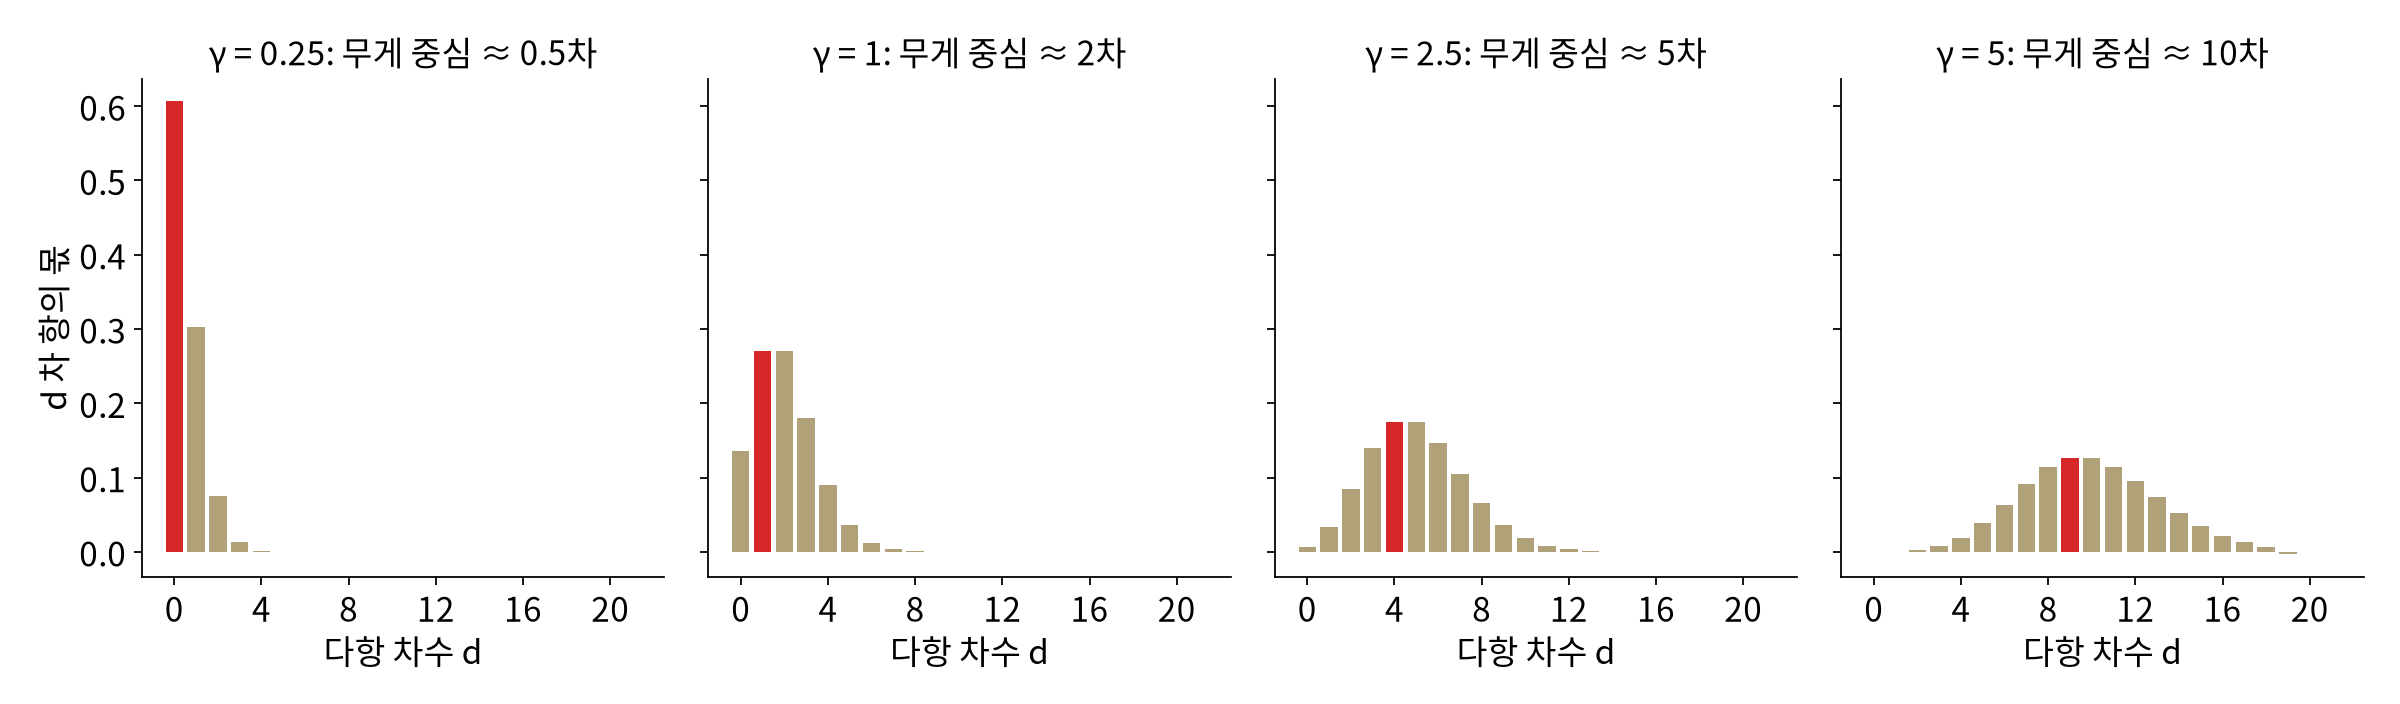 γ = 0.25: 무게 중심 ≈ 0.5차
γ = 1: 무게 중심 ≈ 2차
γ = 2.5: 무게 중심 ≈ 5차
γ = 5: 무게 중심 ≈ 10차
d 차 항의 몫
0.6
0.5
0.4
0.3
0.2
0.1
0.0
0 4 8 12 16 20
0 4 8 12 16 20
0 4 8 12 16 20
0 4 8 12 16 20
다항 차수 d
다항 차수 d
다항 차수 d
다항 차수 d